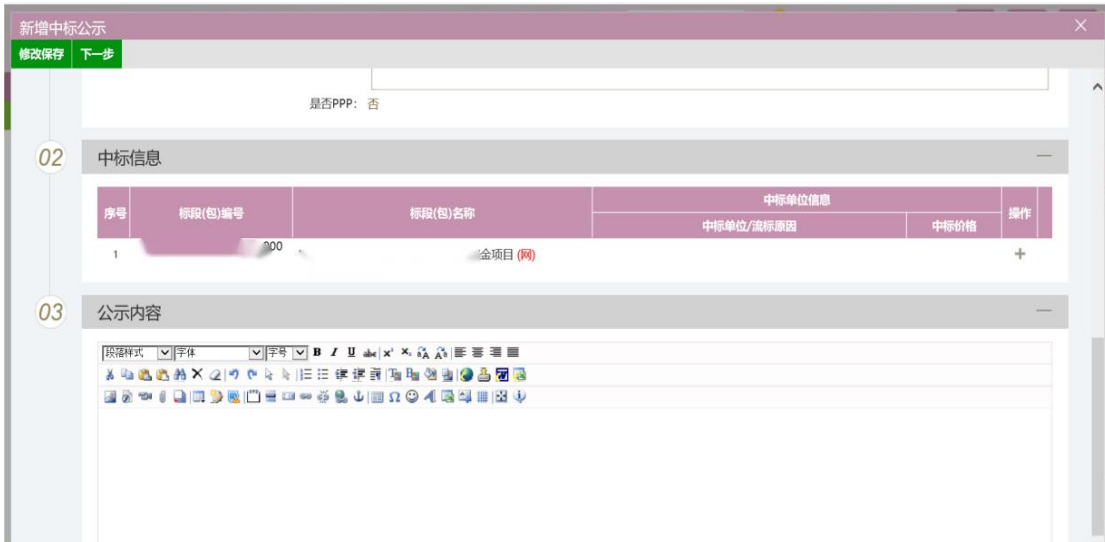 新增中标公示
修改保存 下一步
是否PPP: 否
02 中标信息
序号 标段(包)编号 标段(包)名称 中标单位信息 操作
中标单位/流标原因 中标价格
1 000 金项目 (网)
03 公示内容
段落样式 字体 字号 B I U abc